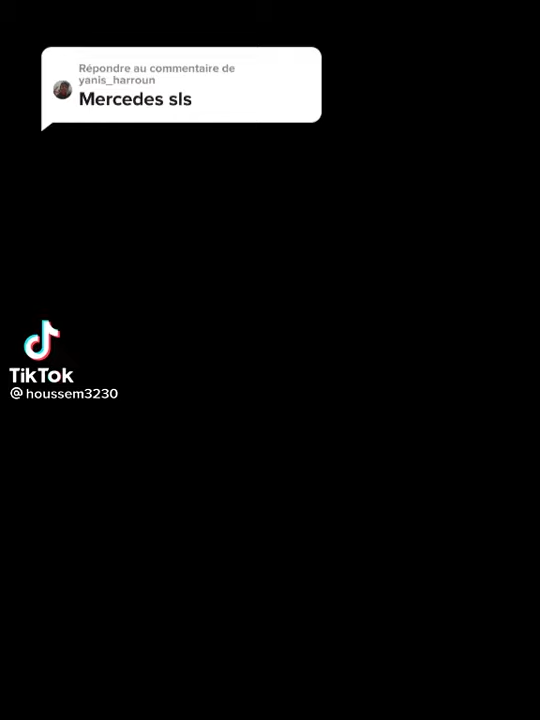 Répondre au commentaire de
yanis_harroun
Mercedes sls
TikTok
@houssem3230